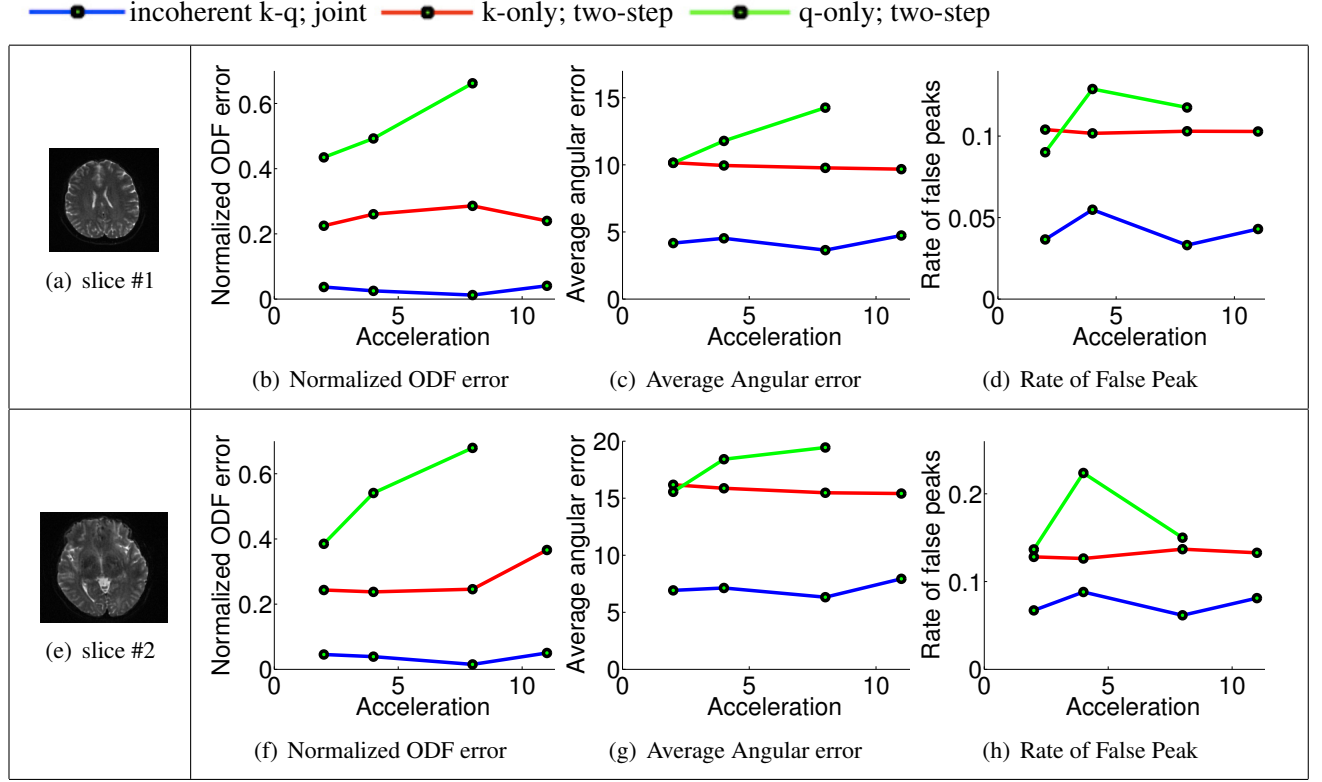 incoherent k-q; joint k-only; two-step q-only; two-step
(a) slice #1
Normalized ODF error
0.6
0.4
0.2
0
0 5 10
Acceleration
(b) Normalized ODF error
Average angular error
15
10
5
0
0 5 10
Acceleration
(c) Average Angular error
Rate of false peaks
0.1
0.05
0
0 5 10
Acceleration
(d) Rate of False Peak
(e) slice #2
Normalized ODF error
0.6
0.4
0.2
0
0 5 10
Acceleration
(f) Normalized ODF error
Average angular error
20
15
10
5
0
0 5 10
Acceleration
(g) Average Angular error
Rate of false peaks
0.2
0.1
0
0 5 10
Acceleration
(h) Rate of False Peak